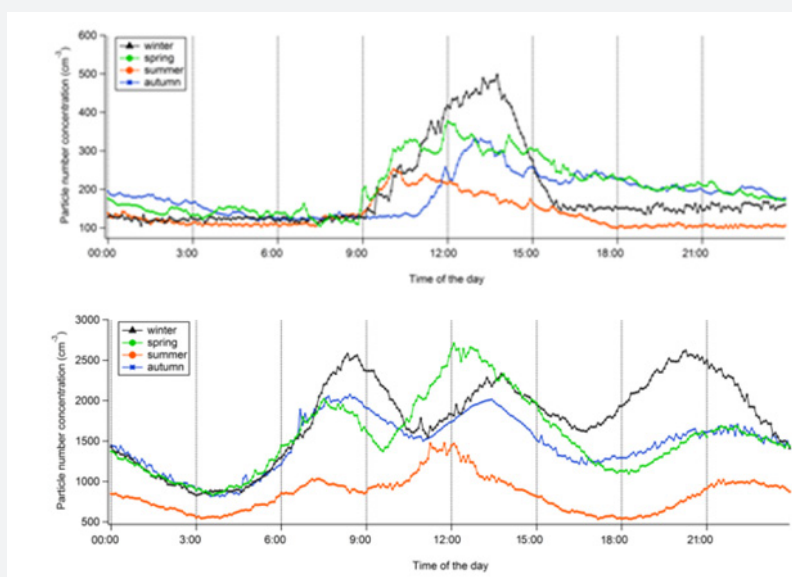 600
500
400
300
200
100
Particle number concentration (cm-3)
winter
spring
summer
autumn
00:00 3:00 6:00 9:00 12:00 15:00 18:00 21:00
Time of the day
3000
2500
2000
1500
1000
500
Particle number concentration (cm-3)
winter
spring
summer
autumn
00:00 3:00 6:00 9:00 12:00 15:00 18:00 21:00
Time of the day